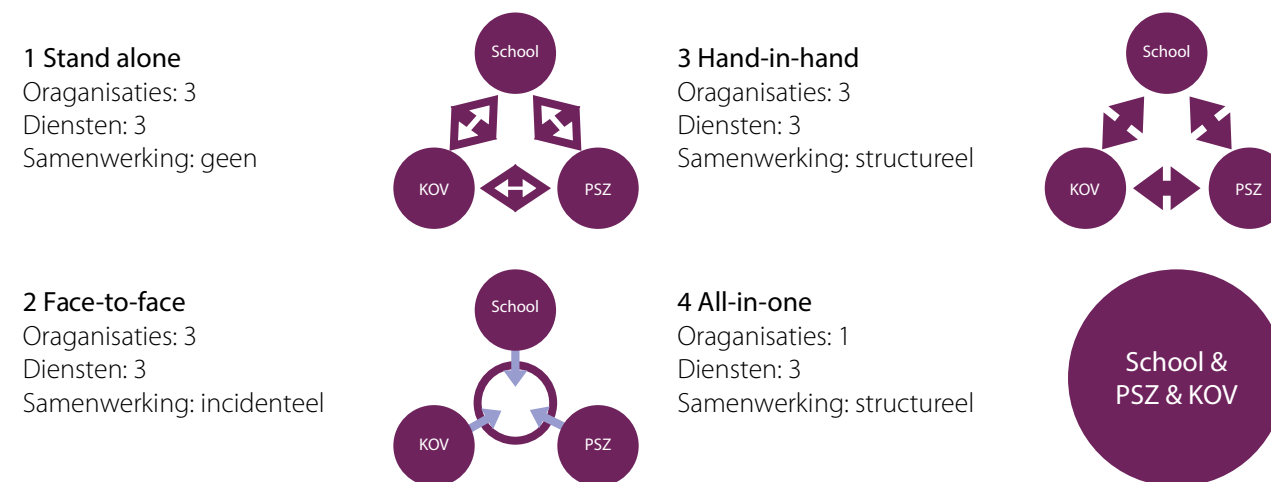 1 Stand alone
Oraganisaties: 3
Diensten: 3
Samenwerking: geen
School
KOV
PSZ
3 Hand-in-hand
Oraganisaties: 3
Diensten: 3
Samenwerking: structureel
School
KOV
PSZ
2 Face-to-face
Oraganisaties: 3
Diensten: 3
Samenwerking: incidenteel
School
KOV
PSZ
4 All-in-one
Oraganisaties: 1
Diensten: 3
Samenwerking: structureel
School &
PSZ & KOV